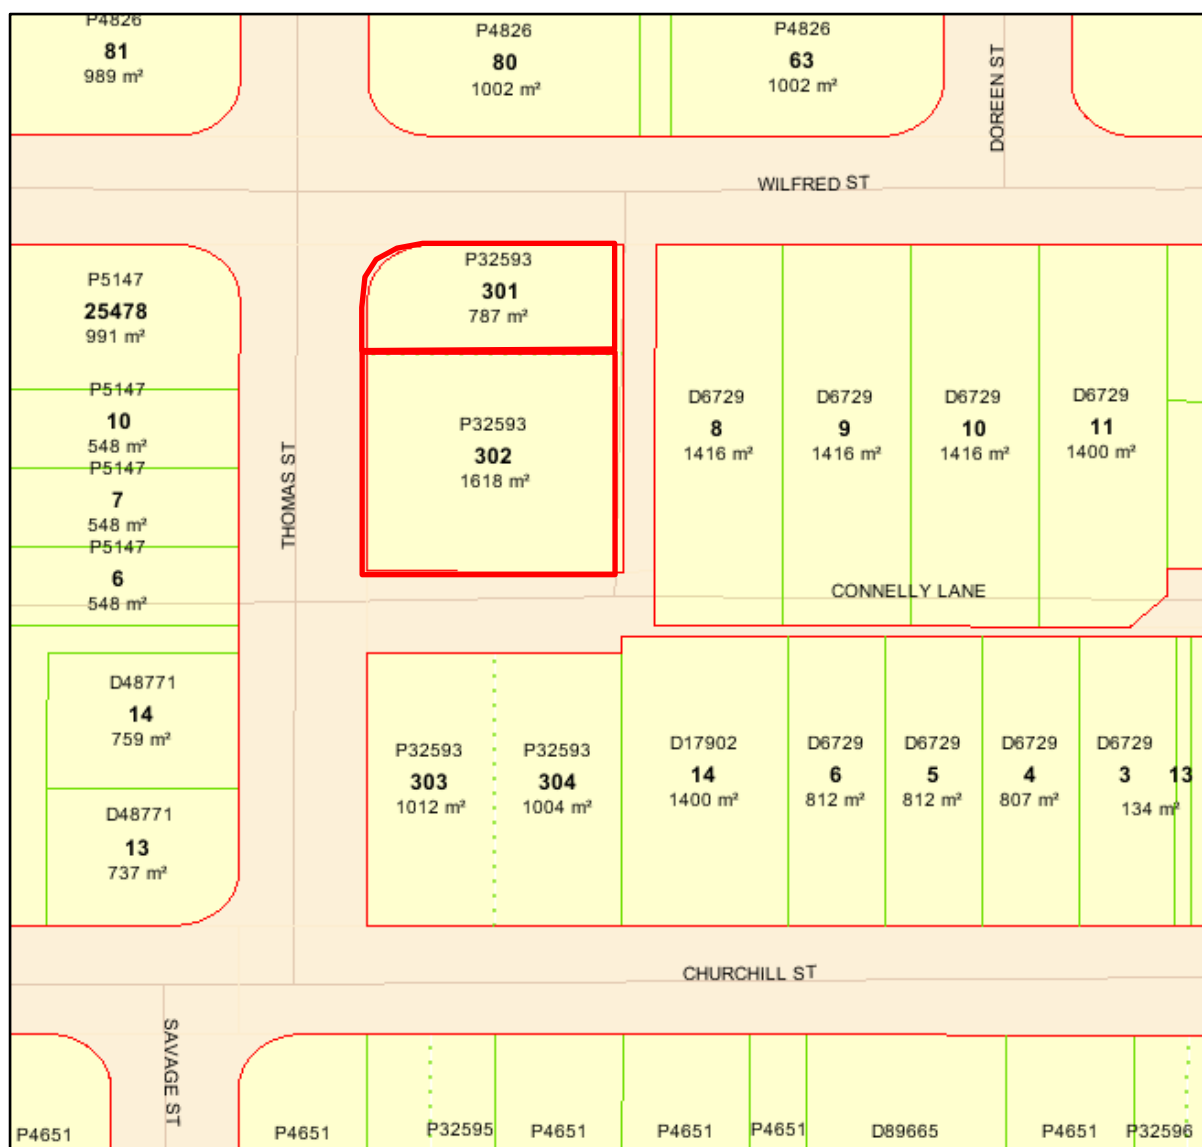 P4826
81
989 m²
P4826
80
1002 m²
P4826
63
1002 m²
DOREEN ST
WILFRED ST
P5147
25478
991 m²
P32593
301
787 m²
P5147
10
548 m²
P5147
7
548 m²
P5147
6
548 m²
THOMAS ST
P32593
302
1618 m²
D6729
8
1416 m²
D6729
9
1416 m²
D6729
10
1416 m²
D6729
11
1400 m²
CONNELLY LANE
D48771
14
759 m²
D48771
13
737 m²
P32593
303
1012 m²
P32593
304
1004 m²
D17902
14
1400 m²
D6729
6
812 m²
D6729
5
812 m²
D6729
4
807 m²
D6729
3
134 m²
13
CHURCHILL ST
SAVAGE ST
P4651
P4651
P32595
P4651
P4651
P4651
D89665
P4651
P32596